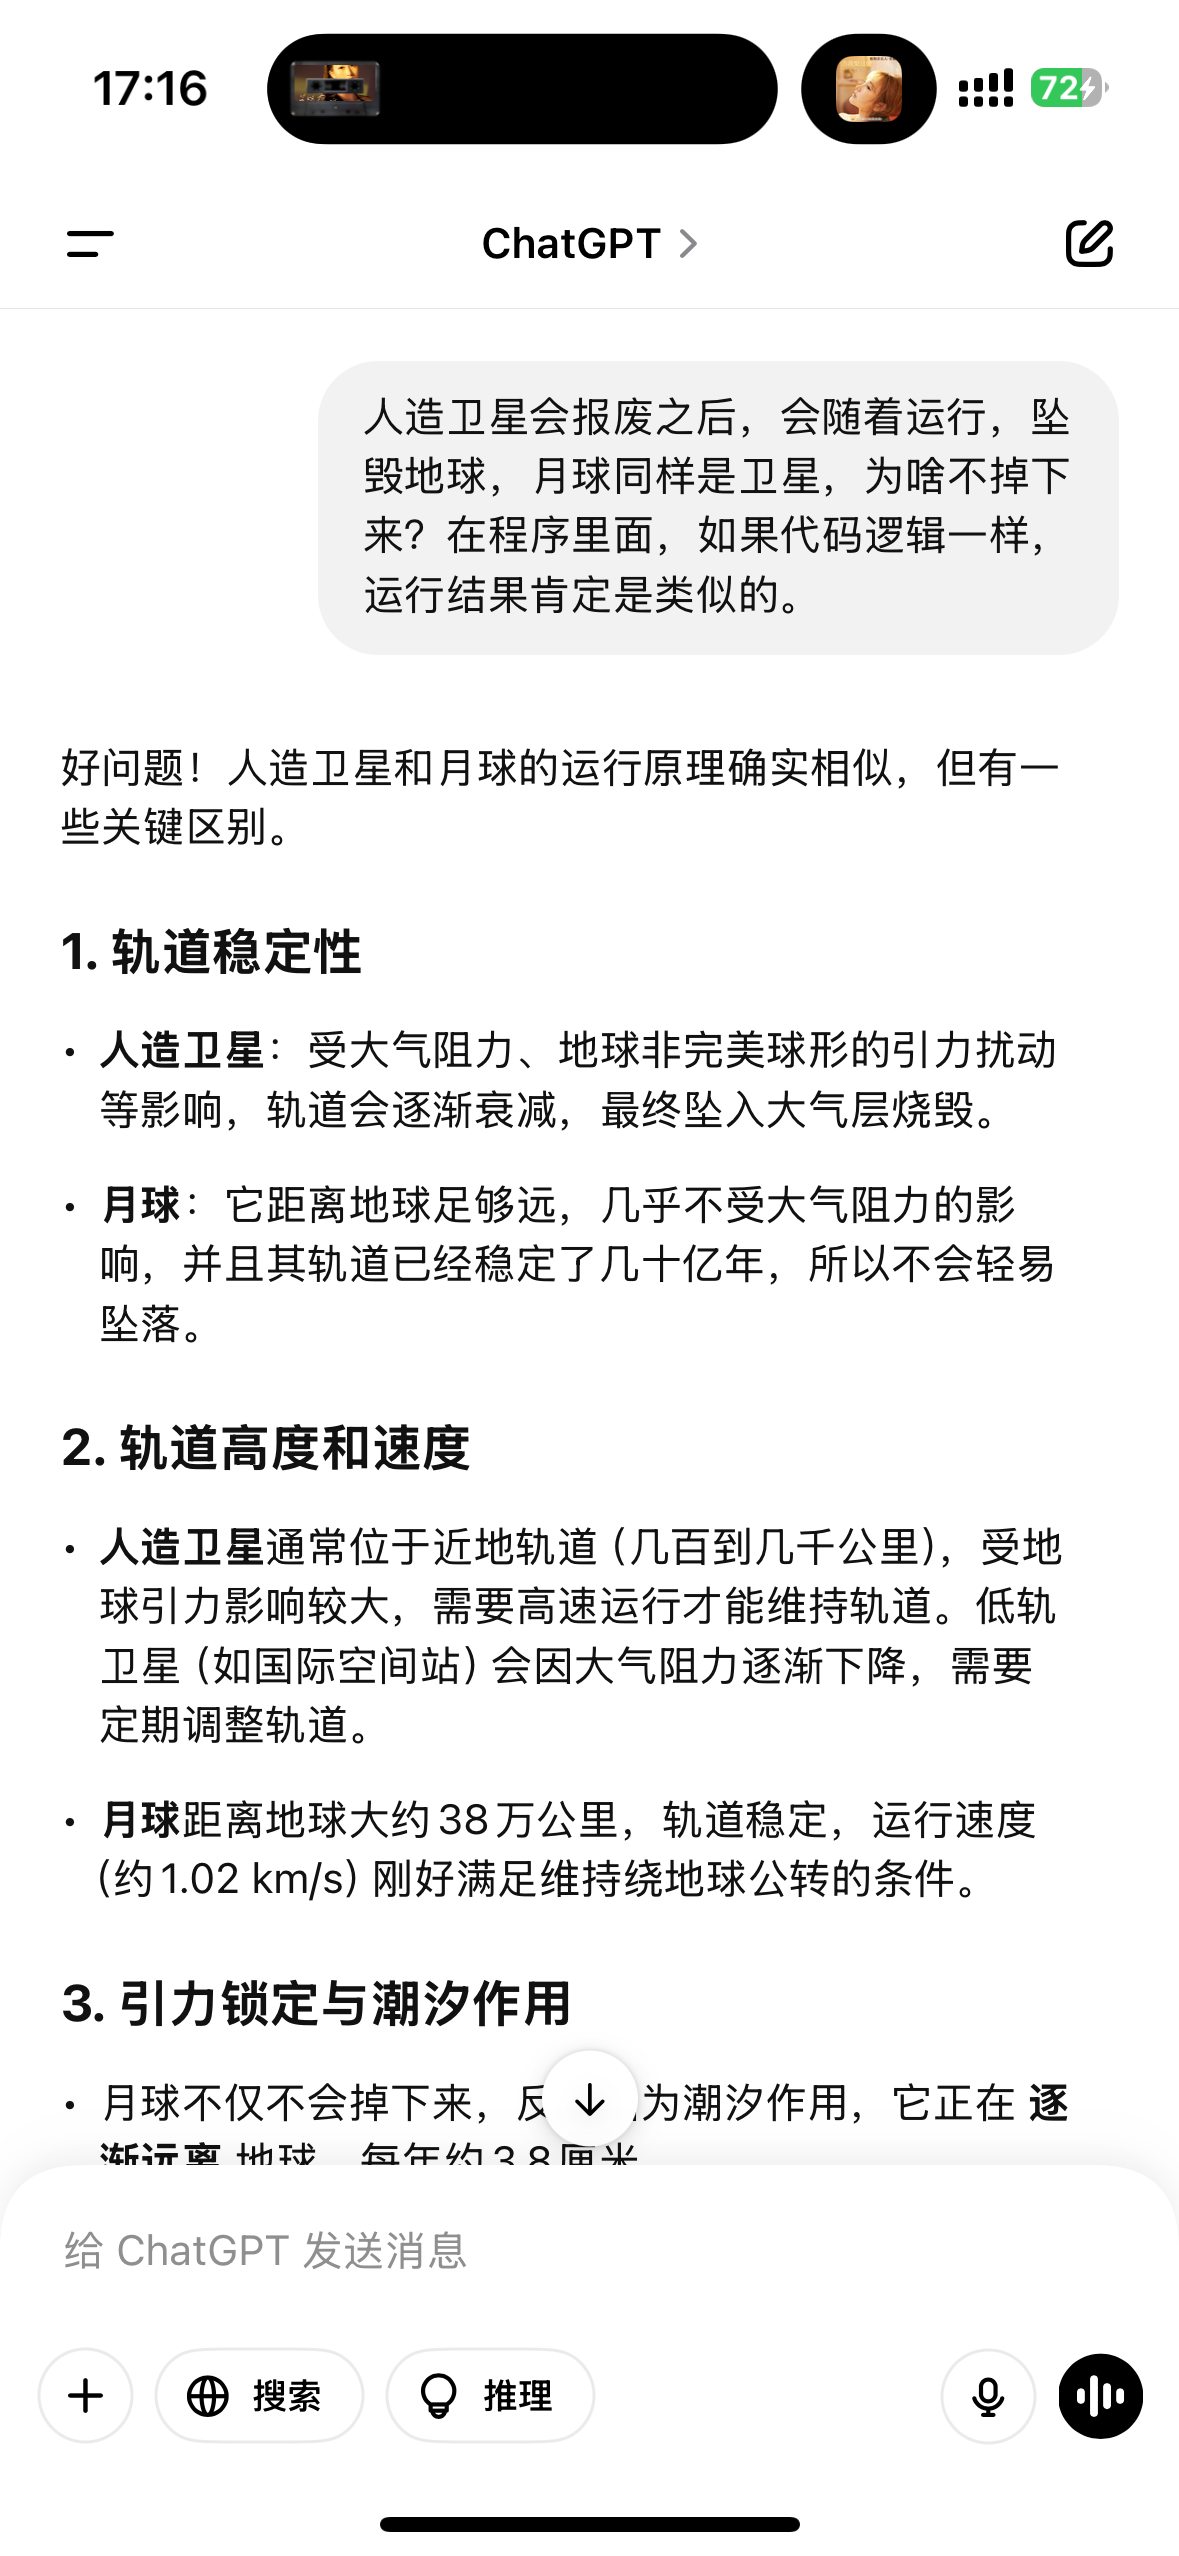 17:16
72
ChatGPT
人造卫星会报废之后，会随着运行，坠
毁地球，月球同样是卫星，为啥不掉下
来？在程序里面，如果代码逻辑一样，
运行结果肯定是类似的。
好问题！人造卫星和月球的运行原理确实相似，但有一
些关键区别。
1. 轨道稳定性
• 人造卫星：受大气阻力、地球非完美球形的引力扰动
等影响，轨道会逐渐衰减，最终坠入大气层烧毁。
• 月球：它距离地球足够远，几乎不受大气阻力的影
响，并且其轨道已经稳定了几十亿年，所以不会轻易
坠落。
2. 轨道高度和速度
• 人造卫星通常位于近地轨道（几百到几千公里），受地
球引力影响较大，需要高速运行才能维持轨道。低轨
卫星（如国际空间站）会因大气阻力逐渐下降，需要
定期调整轨道。
• 月球距离地球大约 38 万公里，轨道稳定，运行速度
（约 1.02 km/s）刚好满足维持绕地球公转的条件。
3. 引力锁定与潮汐作用
• 月球不仅不会掉下来，反为潮汐作用，它正在 逐
渐远离 地球，每年约 3.8 厘米
给 ChatGPT 发送消息
搜索
推理